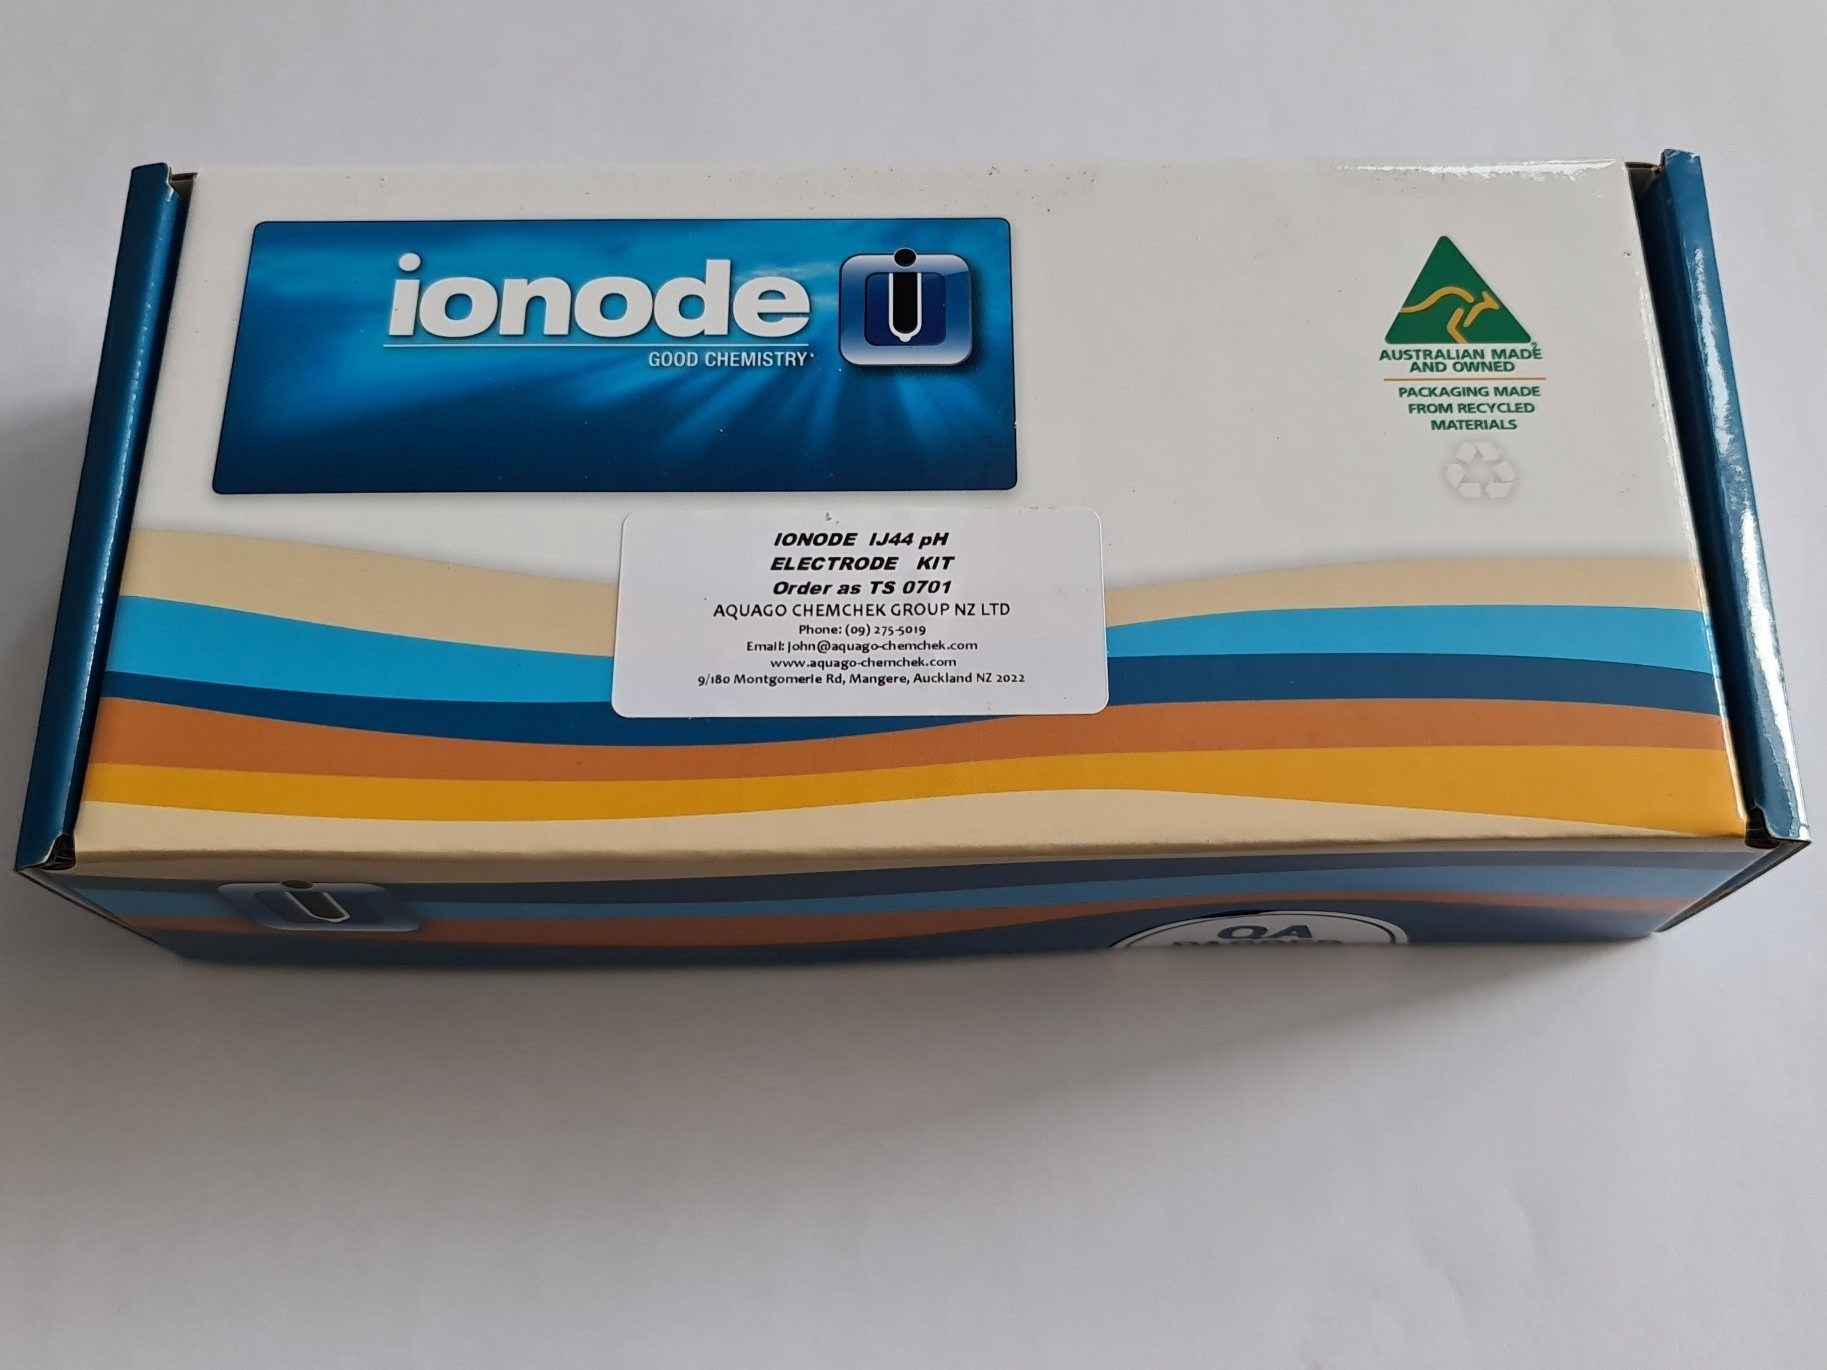 ionode
GOOD CHEMISTRY
AUSTRALIAN MADE
AND OWNED
PACKAGING MADE
FROM RECYCLED
MATERIALS
IONODE IJ44 pH
ELECTRODE KIT
Order as TS 0701
AQUAGO CHEMCHEK GROUP NZ LTD
Phone: (09) 275-5019
Email: john@aquago-chemchek.com
www.aquago-chemchek.com
9/180 Montgomerie Rd, Mangere, Auckland NZ 2022
QA